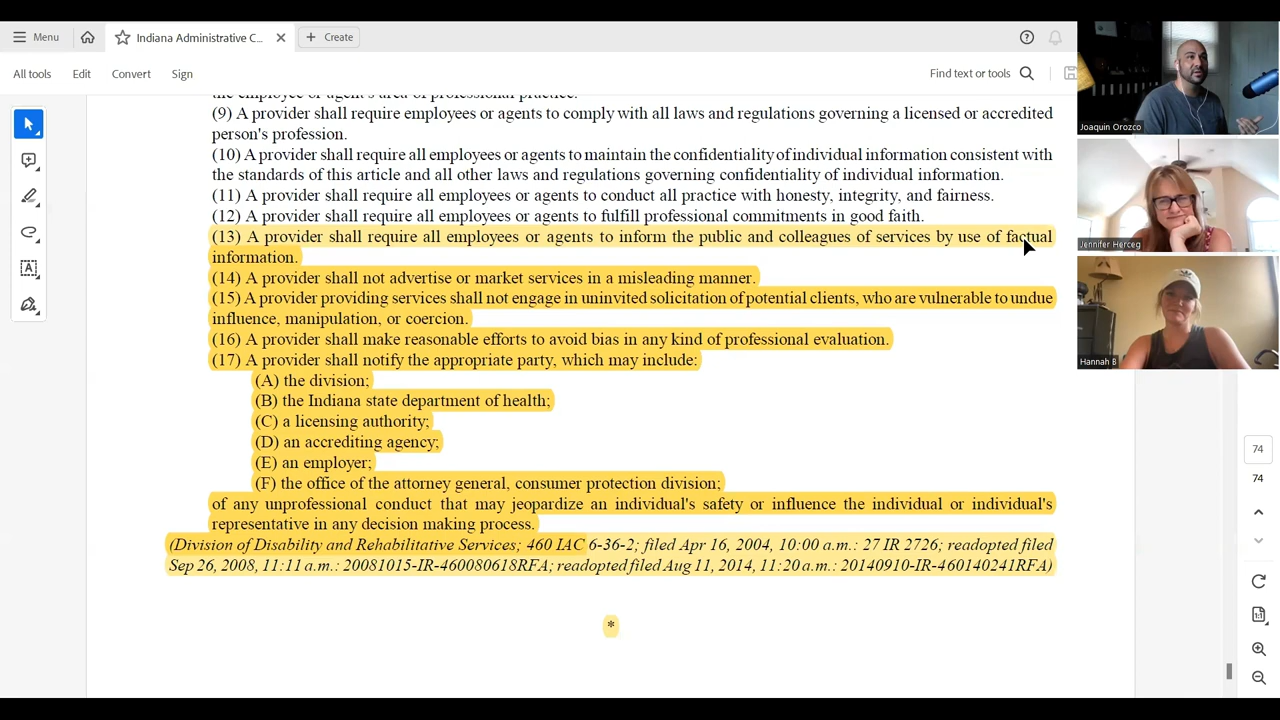 Menu
Indiana Administrative C...
Create
All tools
Edit
Convert
Sign
Find text or tools
the employee or agent's area of professional practice.
(9) A provider shall require employees or agents to comply with all laws and regulations governing a licensed or accredited
person's profession.
(10) A provider shall require all employees or agents to maintain the confidentiality of individual information consistent with
the standards of this article and all other laws and regulations governing confidentiality of individual information.
(11) A provider shall require all employees or agents to conduct all practice with honesty, integrity, and fairness.
(12) A provider shall require all employees or agents to fulfill professional commitments in good faith.
(13) A provider shall require all employees or agents to inform the public and colleagues of services by use of factual
information.
(14) A provider shall not advertise or market services in a misleading manner.
(15) A provider providing services shall not engage in uninvited solicitation of potential clients, who are vulnerable to undue
influence, manipulation, or coercion.
(16) A provider shall make reasonable efforts to avoid bias in any kind of professional evaluation.
(17) A provider shall notify the appropriate party, which may include:
(A) the division;
(B) the Indiana state department of health;
(C) a licensing authority;
(D) an accrediting agency;
(E) an employer;
(F) the office of the attorney general, consumer protection division;
of any unprofessional conduct that may jeopardize an individual's safety or influence the individual or individual's
representative in any decision making process.
(Division of Disability and Rehabilitative Services; 460 IAC 6-36-2; filed Apr 16, 2004, 10:00 a.m.: 27 IR 2726; readopted filed
Sep 26, 2008, 11:11 a.m.: 20081015-IR-460080618RFA; readopted filed Aug 11, 2014, 11:20 a.m.: 20140910-IR-460140241RFA)
*
Joaquin Orozco
Jennifer Herceg
Hannah B
74
74
1:1